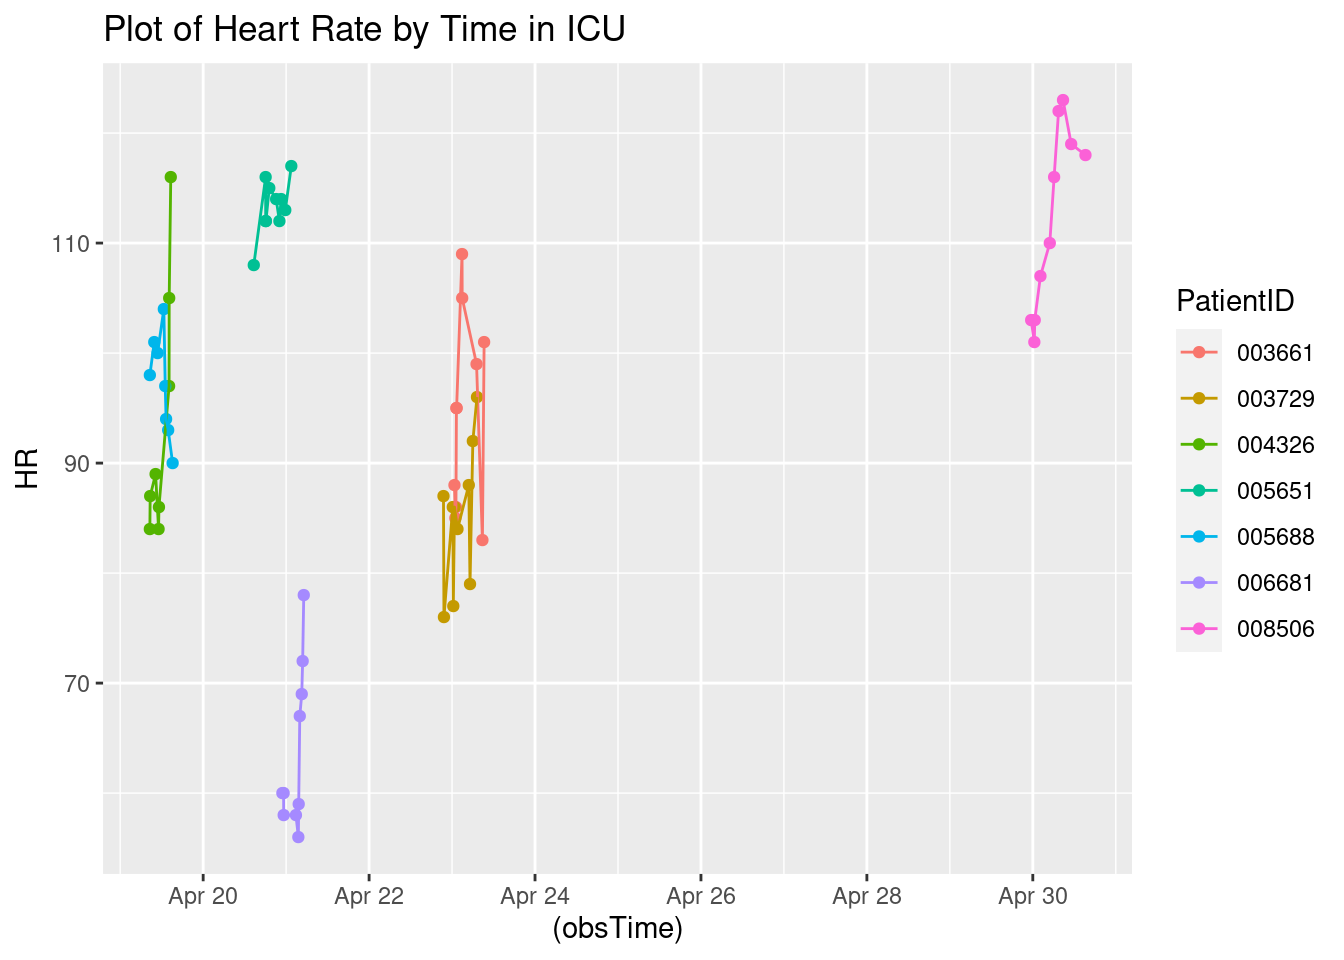 Plot of Heart Rate by Time in ICU
HR
110
90
70
Apr 20 Apr 22 Apr 24 Apr 26 Apr 28 Apr 30
(obsTime)
PatientID
003661
003729
004326
005651
005688
006681
008506